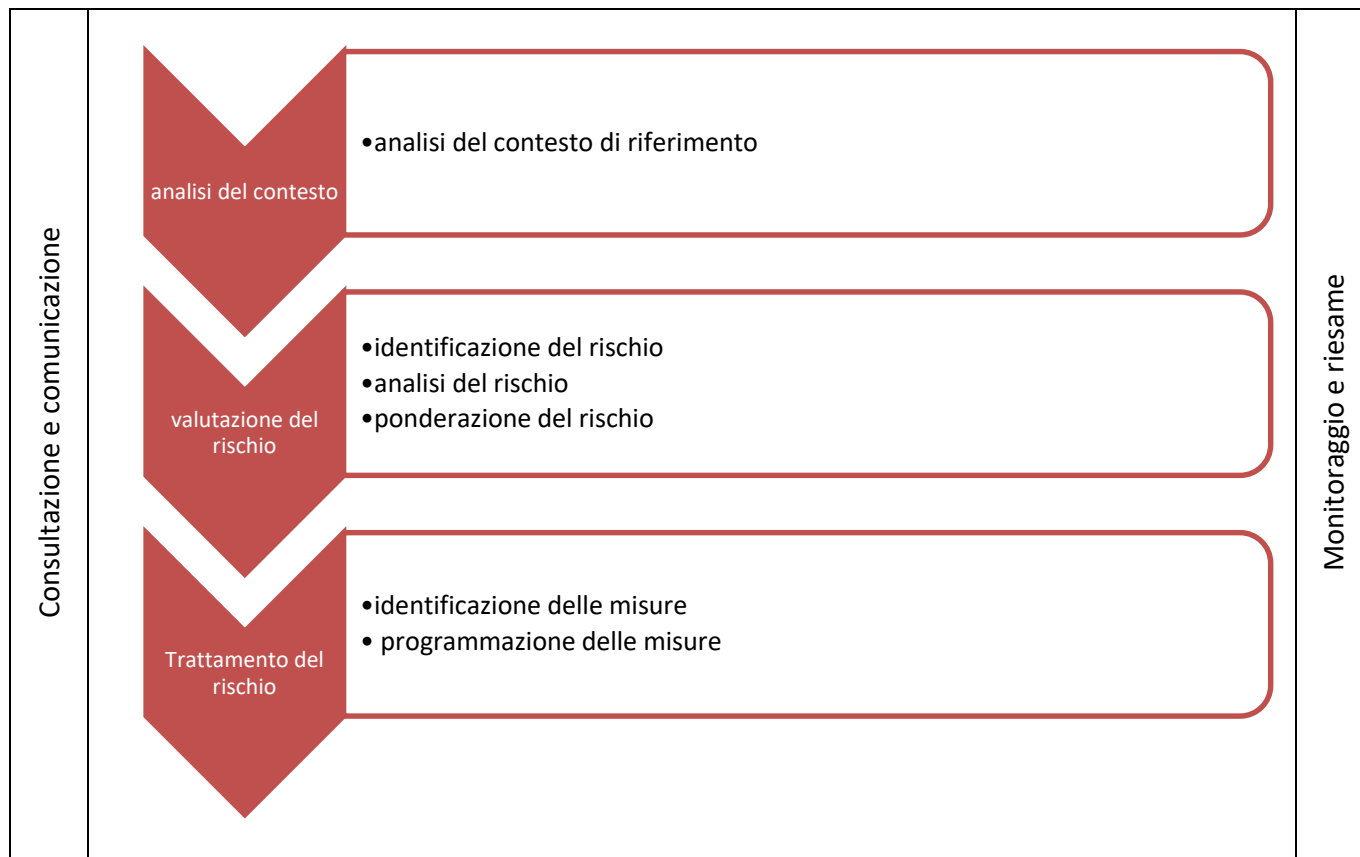 Consultazione e comunicazione
analisi del contesto
•analisi del contesto di riferimento
valutazione del
rischio
•identificazione del rischio
•analisi del rischio
•ponderazione del rischio
Trattamento del
rischio
•identificazione delle misure
• programmazione delle misure
Monitoraggio e riesame